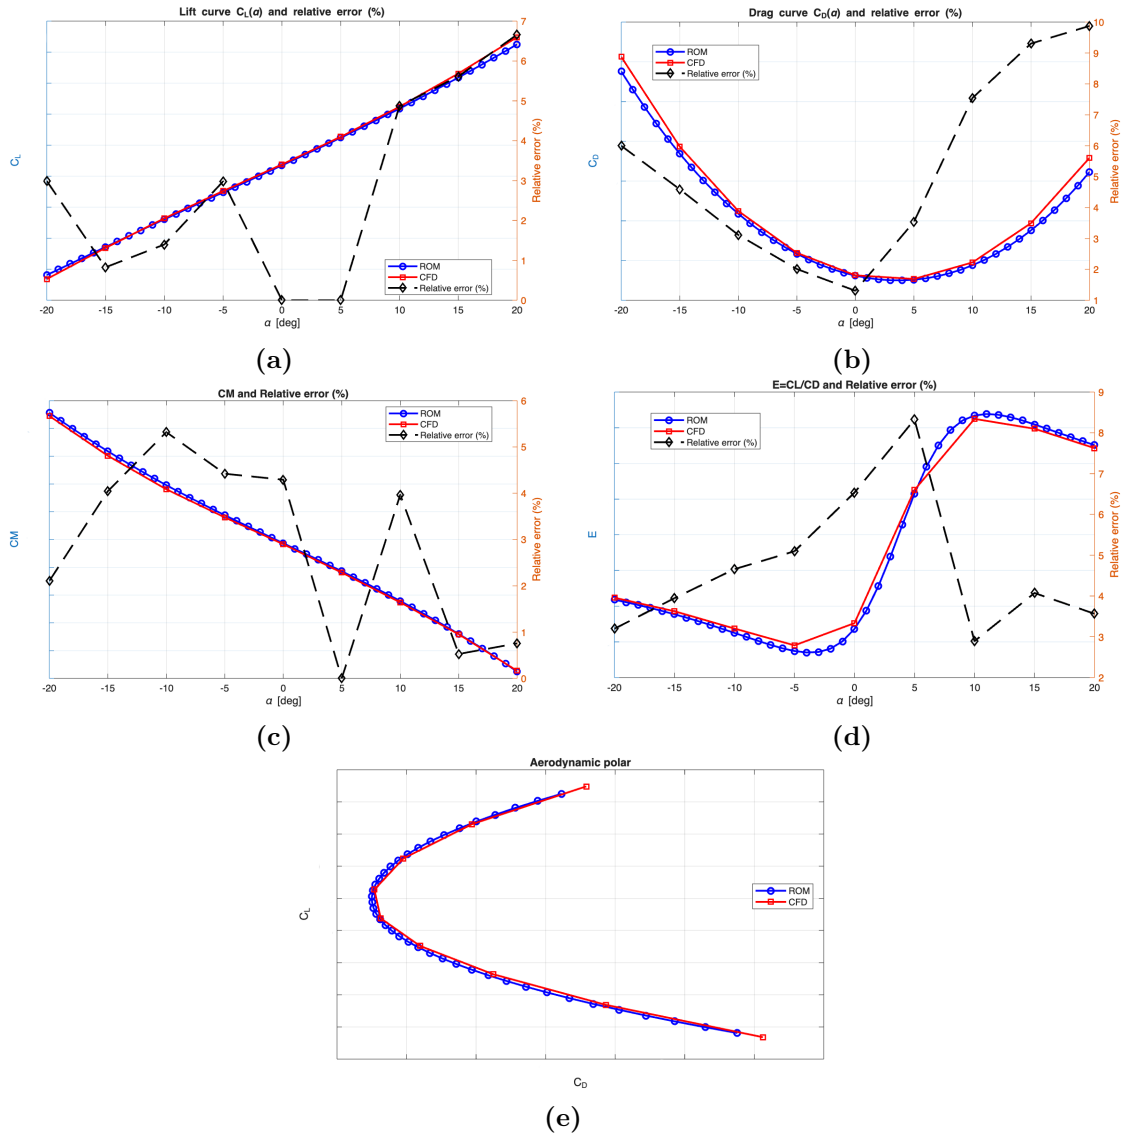 Lift curve C_L(α) and relative error (%)
C_L
7
6
5
4
3
2
1
0
Relative error (%)
ROM
CFD
Relative error (%)
-20 -15 -10 -5 0 5 10 15 20
α [deg]
(a)
Drag curve C_D(α) and relative error (%)
C_D
10
9
8
7
6
5
4
3
2
1
Relative error (%)
ROM
CFD
Relative error (%)
-20 -15 -10 -5 0 5 10 15 20
α [deg]
(b)
CM and Relative error (%)
CM
6
5
4
3
2
1
0
Relative error (%)
ROM
CFD
Relative error (%)
-20 -15 -10 -5 0 5 10 15 20
α [deg]
(c)
E=CL/CD and Relative error (%)
E
9
8
7
6
5
4
3
2
Relative error (%)
ROM
CFD
Relative error (%)
-20 -15 -10 -5 0 5 10 15 20
α [deg]
(d)
Aerodynamic polar
C_L
ROM
CFD
C_D
(e)